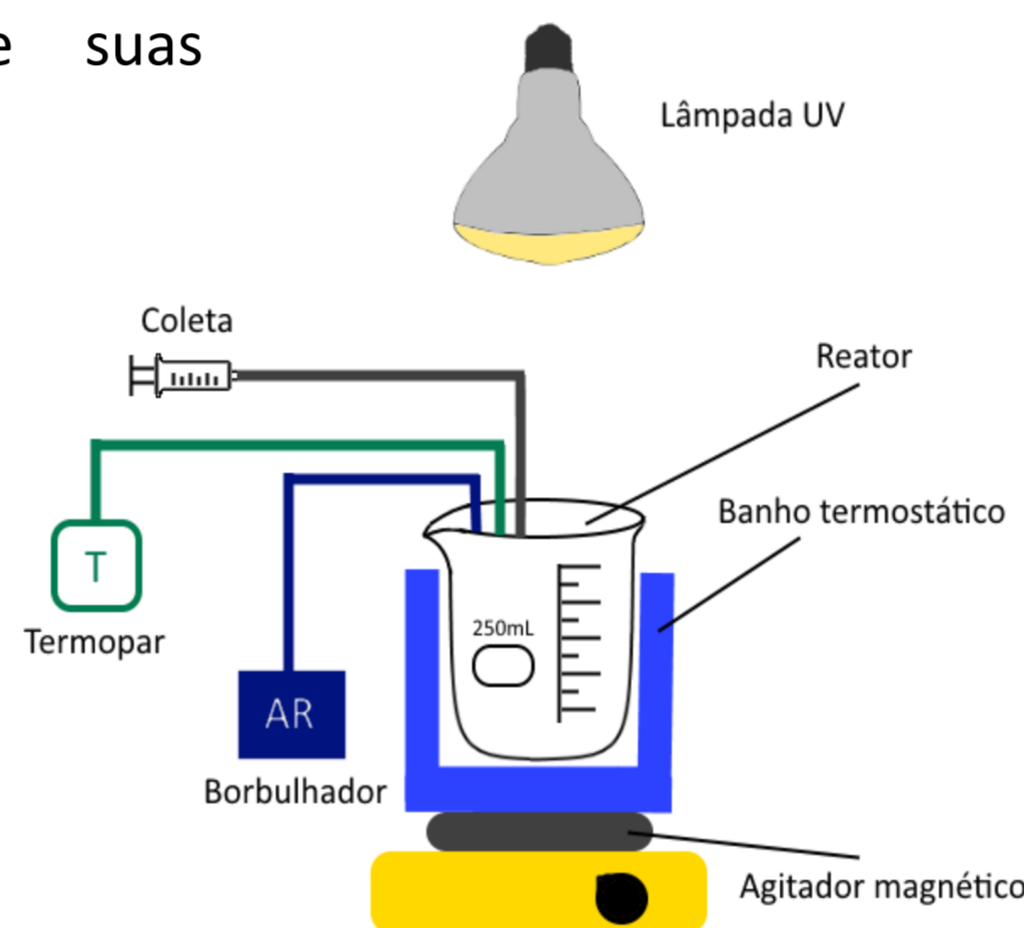 e suas
Lâmpada UV
Coleta
Reator
Banho termostático
250mL
T
Termopar
AR
Borbulhador
Agitador magnético